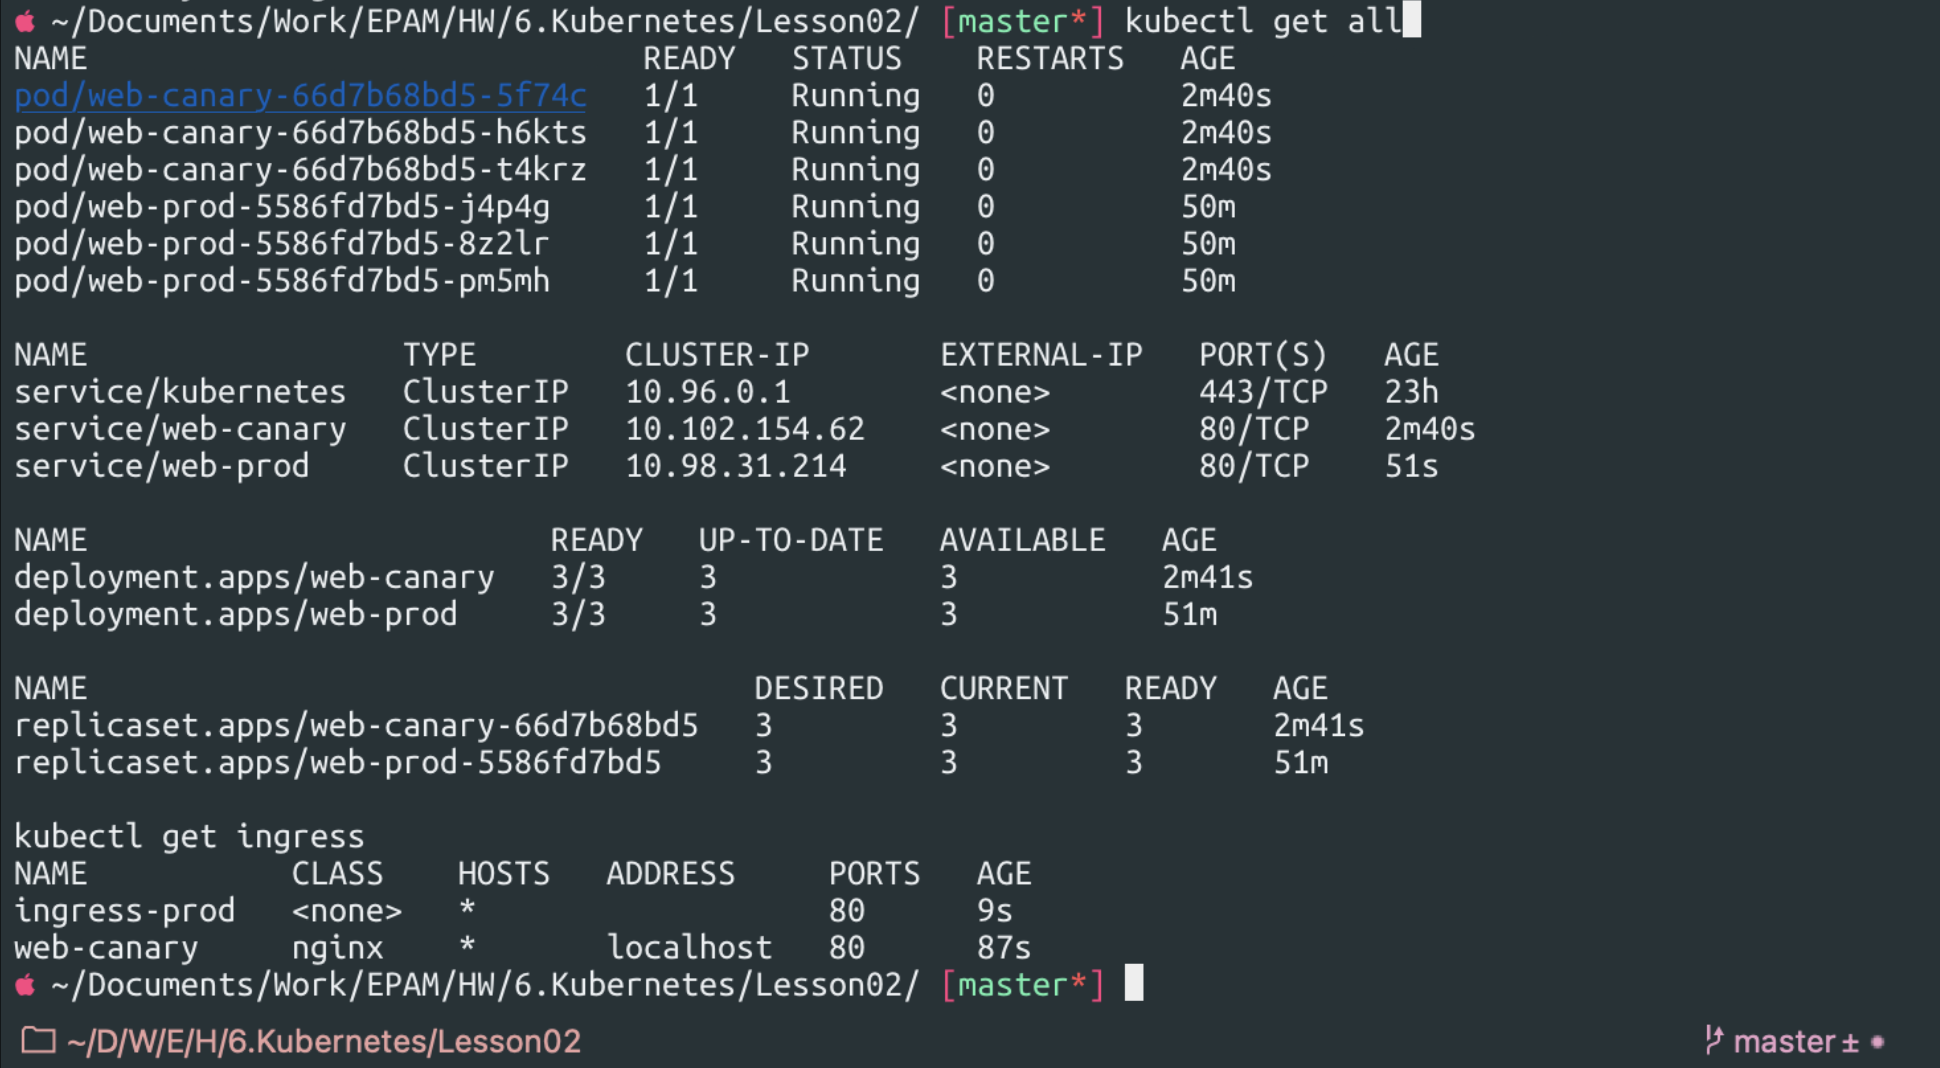 ~/Documents/Work/EPAM/HW/6.Kubernetes/Lesson02/ [master*] kubectl get all
NAME                              READY   STATUS    RESTARTS   AGE
pod/web-canary-66d7b68bd5-5f74c   1/1     Running   0          2m40s
pod/web-canary-66d7b68bd5-h6kts   1/1     Running   0          2m40s
pod/web-canary-66d7b68bd5-t4krz   1/1     Running   0          2m40s
pod/web-prod-5586fd7bd5-j4p4g     1/1     Running   0          50m
pod/web-prod-5586fd7bd5-8z2lr     1/1     Running   0          50m
pod/web-prod-5586fd7bd5-pm5mh     1/1     Running   0          50m
NAME                 TYPE        CLUSTER-IP       EXTERNAL-IP   PORT(S)   AGE
service/kubernetes   ClusterIP   10.96.0.1        <none>        443/TCP   23h
service/web-canary   ClusterIP   10.102.154.62    <none>        80/TCP    2m40s
service/web-prod     ClusterIP   10.98.31.214     <none>        80/TCP    51s
NAME                         READY   UP-TO-DATE   AVAILABLE   AGE
deployment.apps/web-canary   3/3     3            3           2m41s
deployment.apps/web-prod     3/3     3            3           51m
NAME                                    DESIRED   CURRENT   READY   AGE
replicaset.apps/web-canary-66d7b68bd5   3         3         3       2m41s
replicaset.apps/web-prod-5586fd7bd5     3         3         3       51m
kubectl get ingress
NAME           CLASS    HOSTS   ADDRESS     PORTS   AGE
ingress-prod   <none>   *                   80      9s
web-canary     nginx    *       localhost   80      87s
~/Documents/Work/EPAM/HW/6.Kubernetes/Lesson02/ [master*]
~/D/W/E/H/6.Kubernetes/Lesson02 master ±